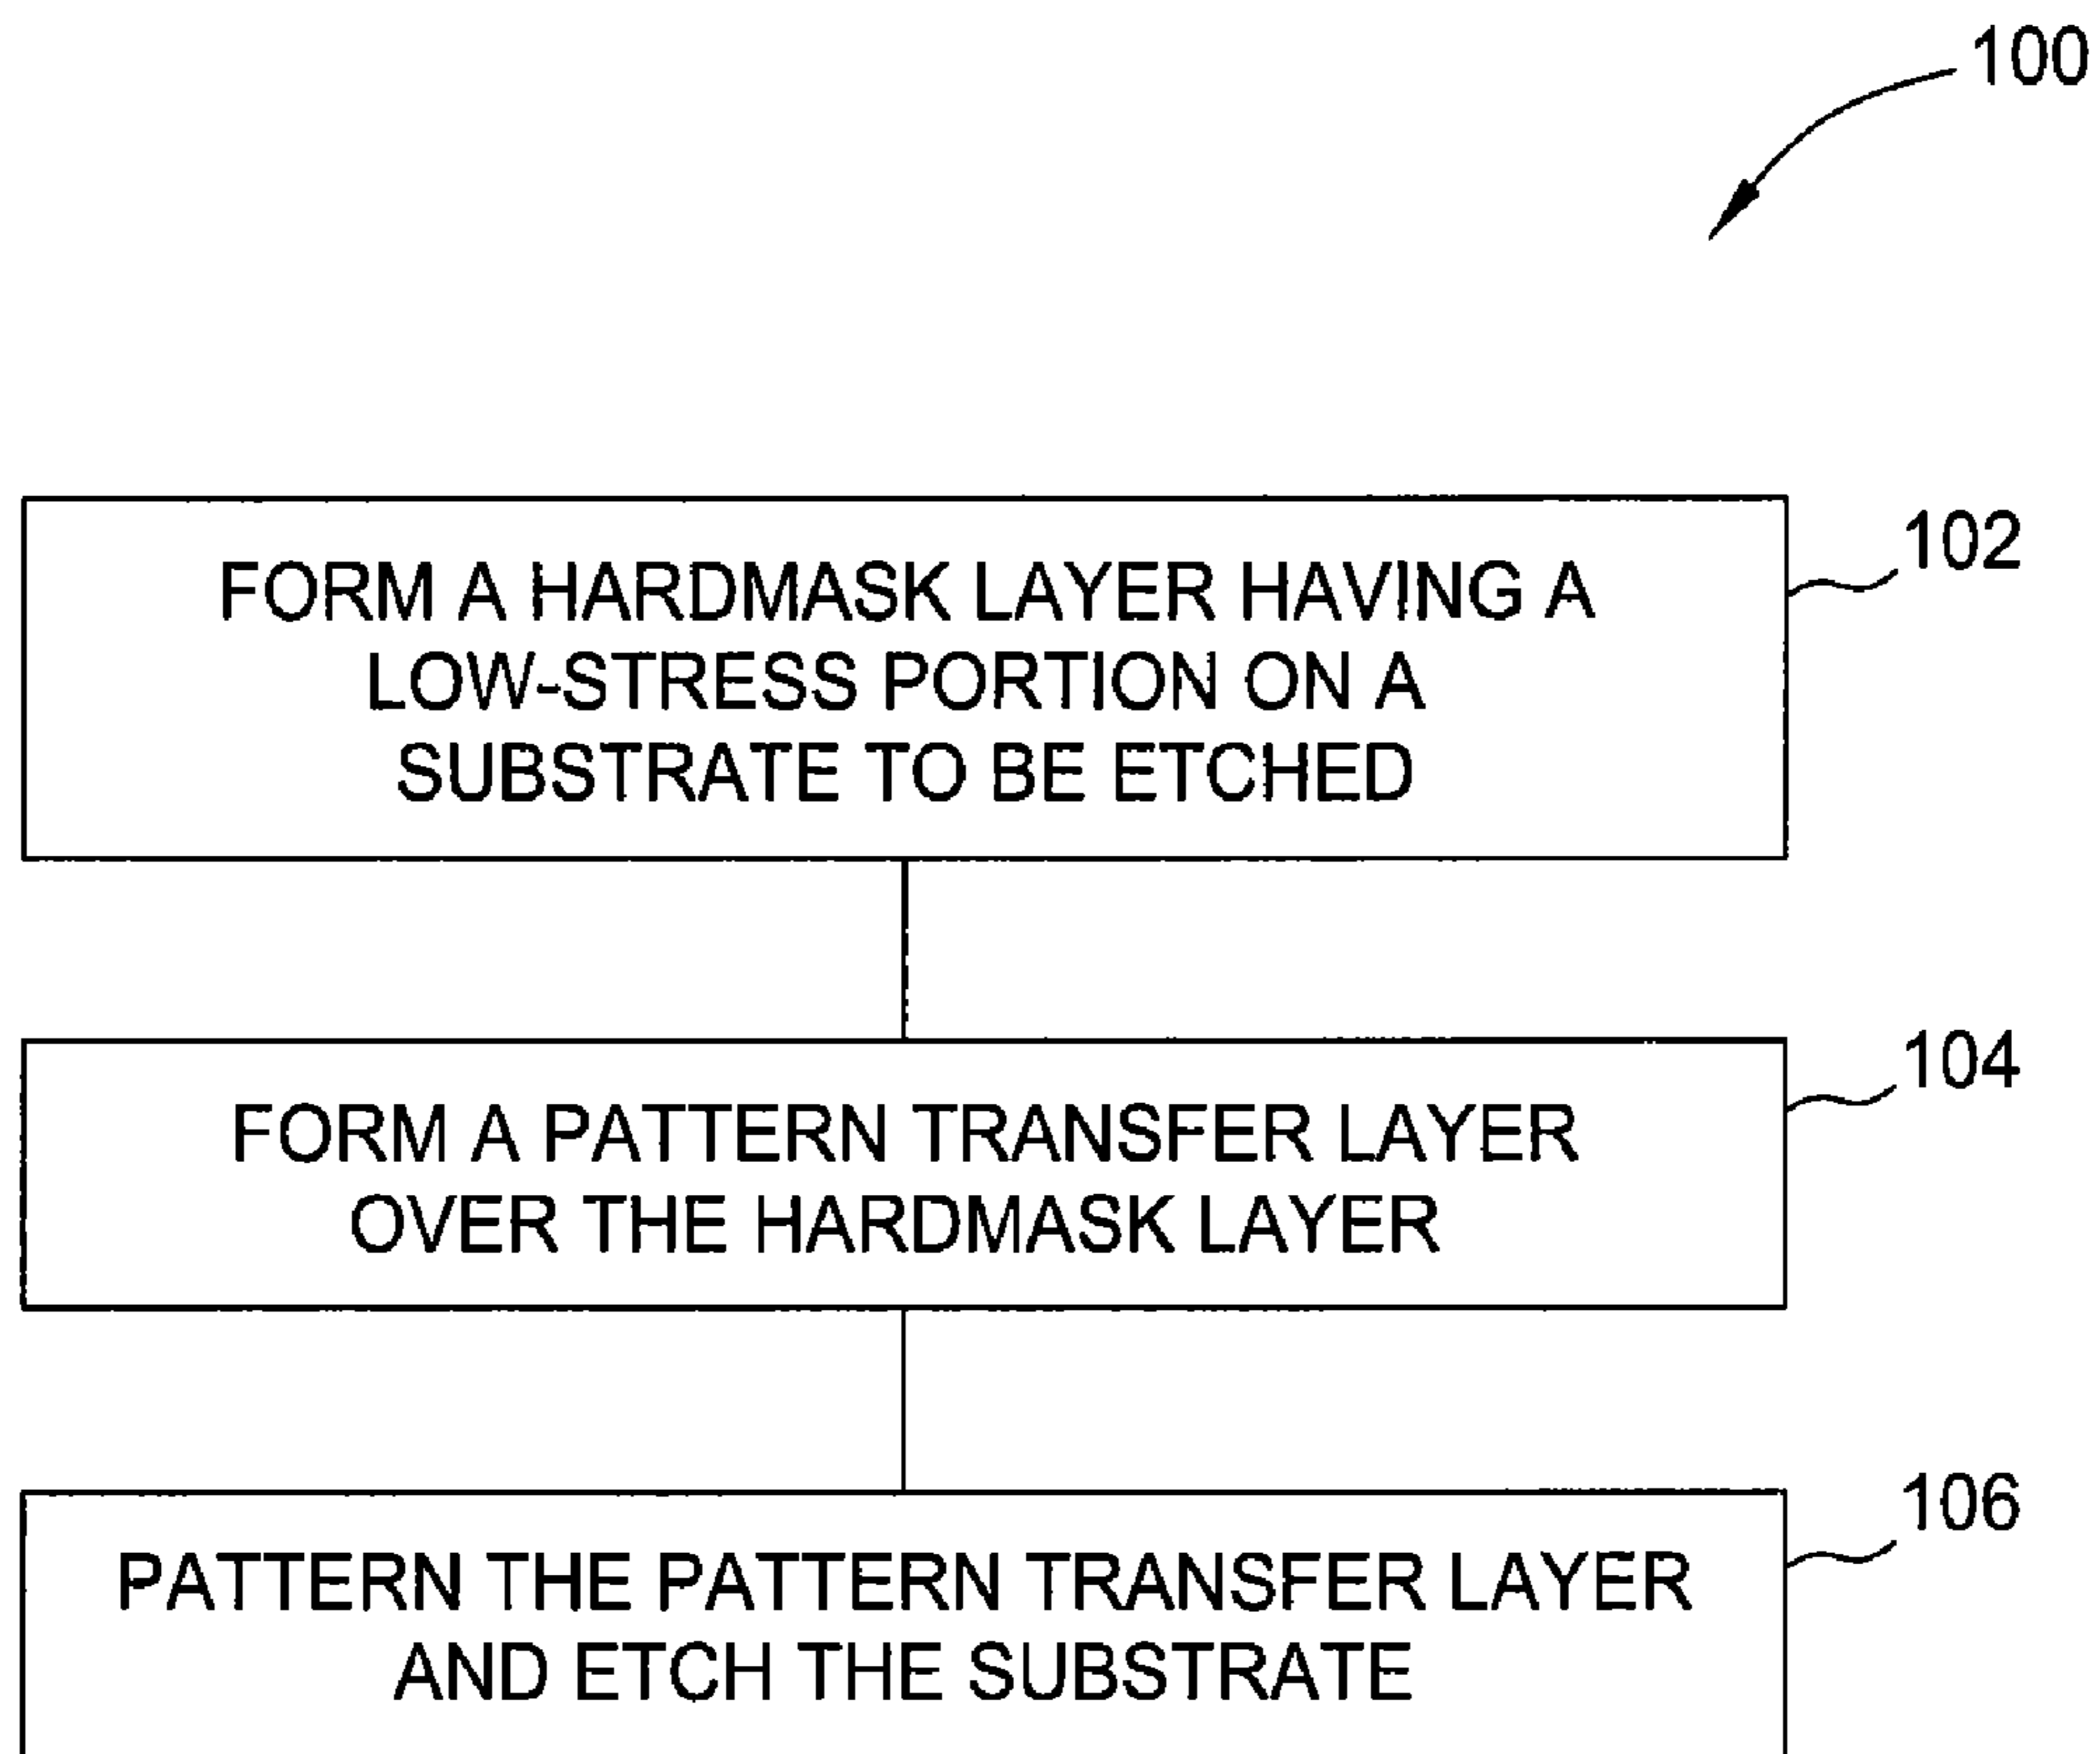 100
FORM A HARDMASK LAYER HAVING A
LOW-STRESS PORTION ON A
SUBSTRATE TO BE ETCHED
102
FORM A PATTERN TRANSFER LAYER
OVER THE HARDMASK LAYER
104
PATTERN THE PATTERN TRANSFER LAYER
AND ETCH THE SUBSTRATE
106